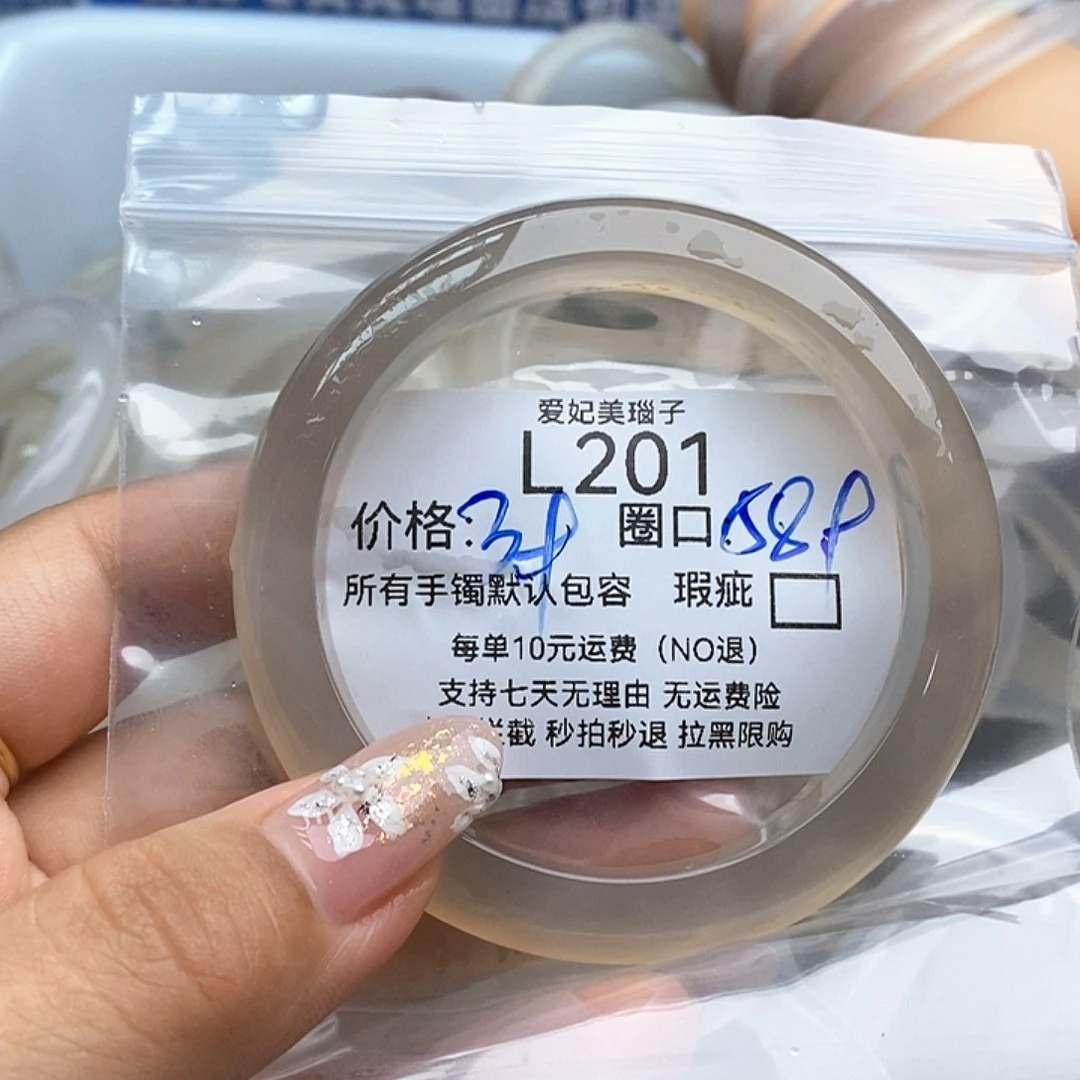 爱妃美瑙子
L201
价格: 圈口:58
所有手镯默认包容 瑕疵
每单10元运费（NO退）
支持七天无理由 无运费险
拦截 秒拍秒退 拉黑限购